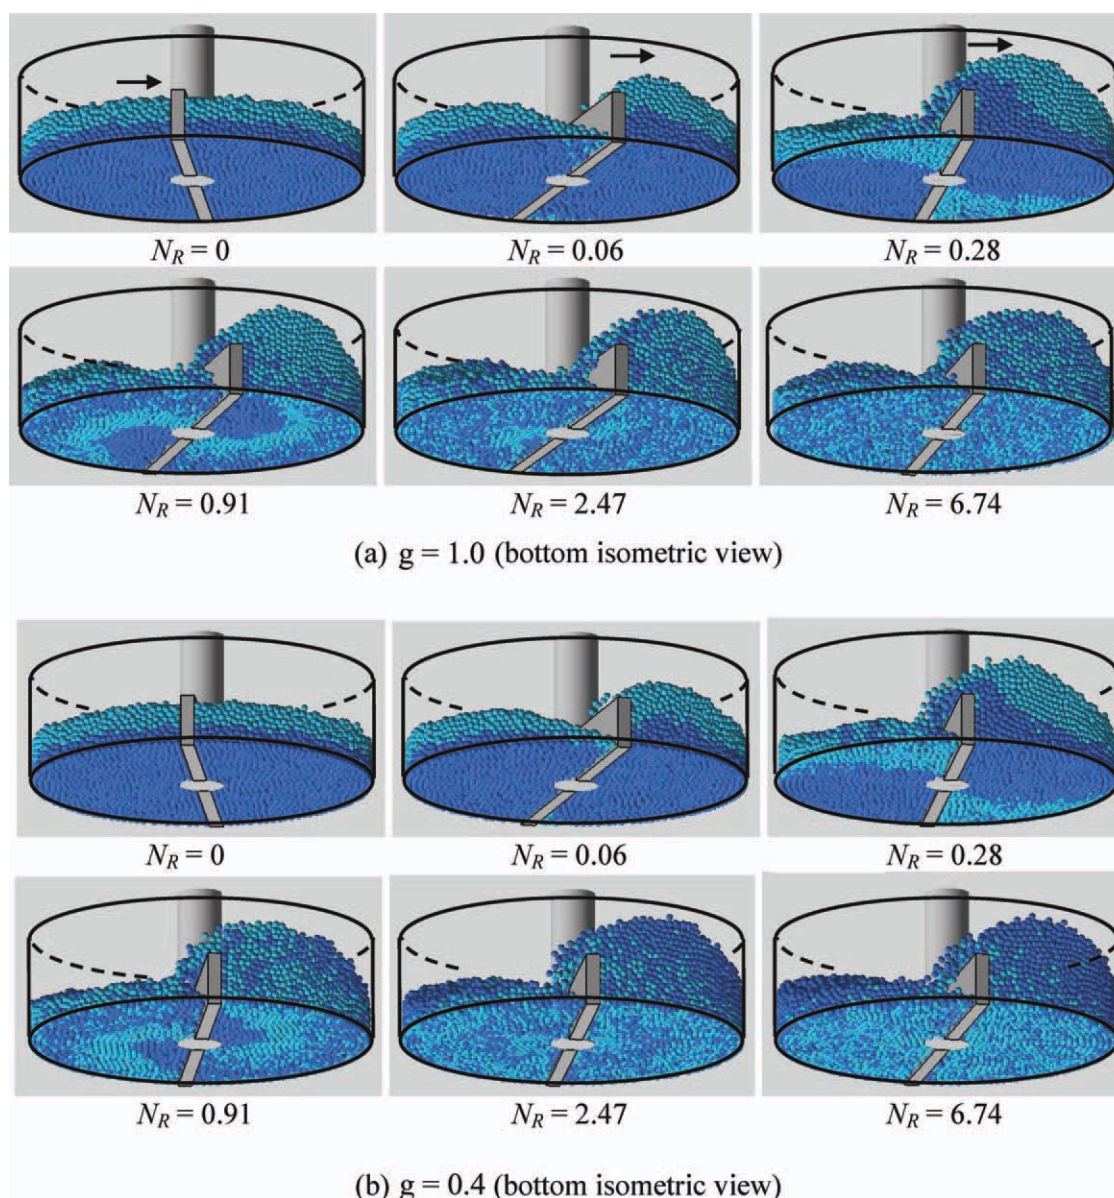 N_R = 0 N_R = 0.06 N_R = 0.28
N_R = 0.91 N_R = 2.47 N_R = 6.74
(a) g = 1.0 (bottom isometric view)
N_R = 0 N_R = 0.06 N_R = 0.28
N_R = 0.91 N_R = 2.47 N_R = 6.74
(b) g = 0.4 (bottom isometric view)